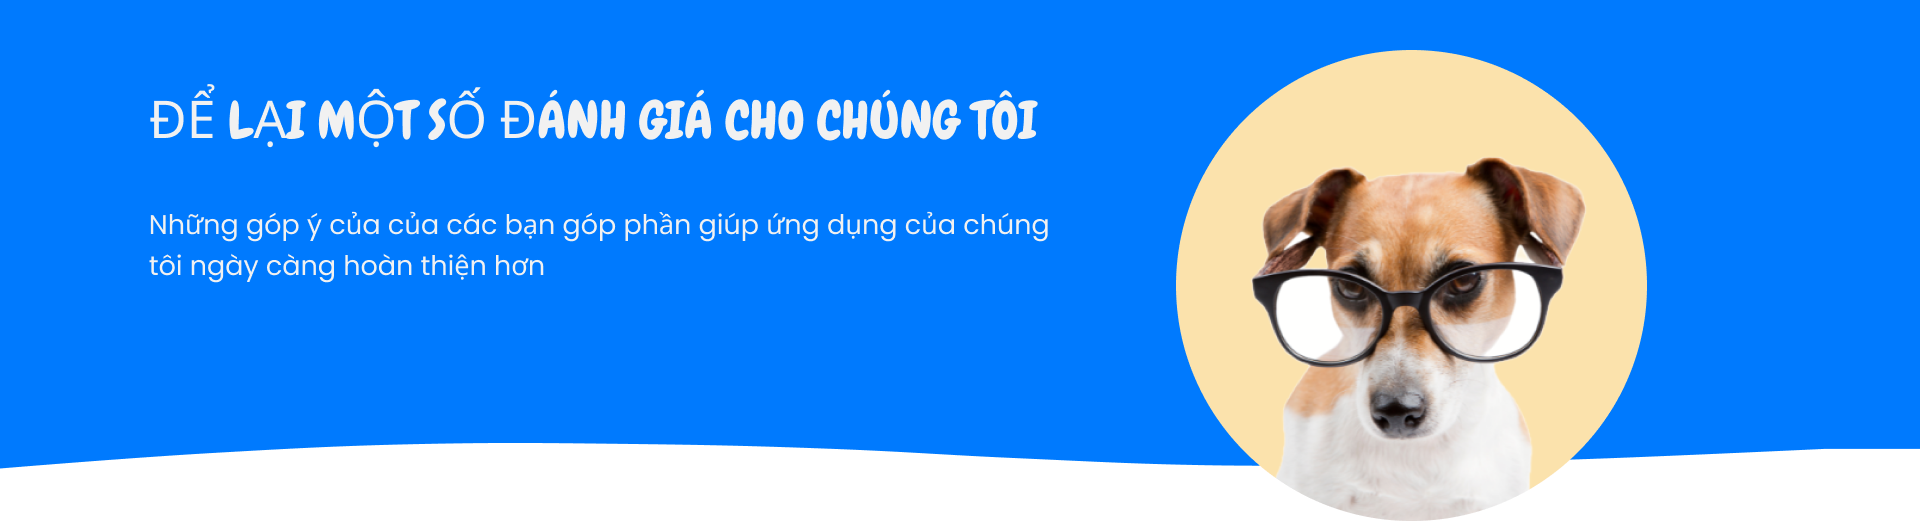 ĐỂ LẠI MỘT SỐ ĐÁNH GIÁ CHO CHÚNG TÔI
Những góp ý của của các bạn góp phần giúp ứng dụng của chúng
tôi ngày càng hoàn thiện hơn